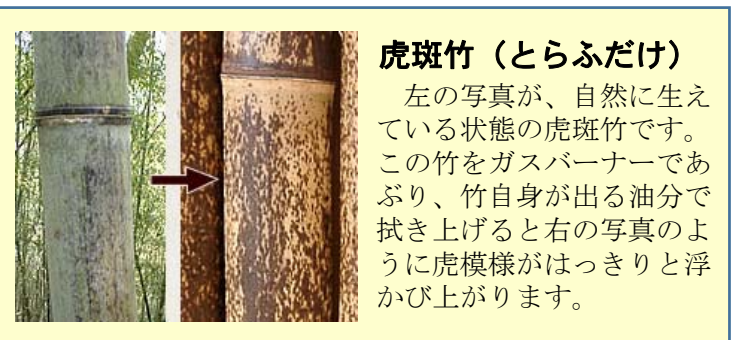 虎斑竹（とらふだけ）
　左の写真が、自然に生え
ている状態の虎斑竹です。
この竹をガスバーナーであ
ぶり、竹自身が出る油分で
拭き上げると右の写真のよ
うに虎模様がはっきりと浮
かび上がります。